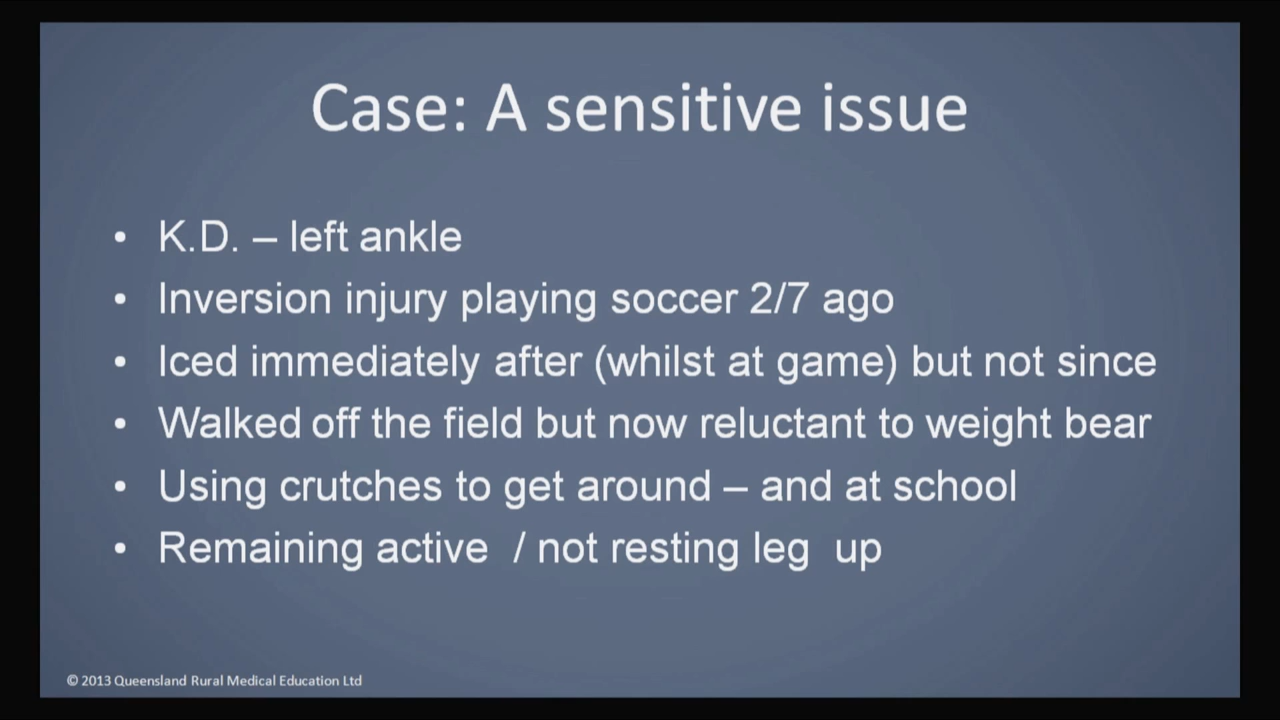 Case: A sensitive issue
• K.D. – left ankle
• Inversion injury playing soccer 2/7 ago
• Iced immediately after (whilst at game) but not since
• Walked off the field but now reluctant to weight bear
• Using crutches to get around – and at school
• Remaining active  / not resting leg  up
© 2013 Queensland Rural Medical Education Ltd